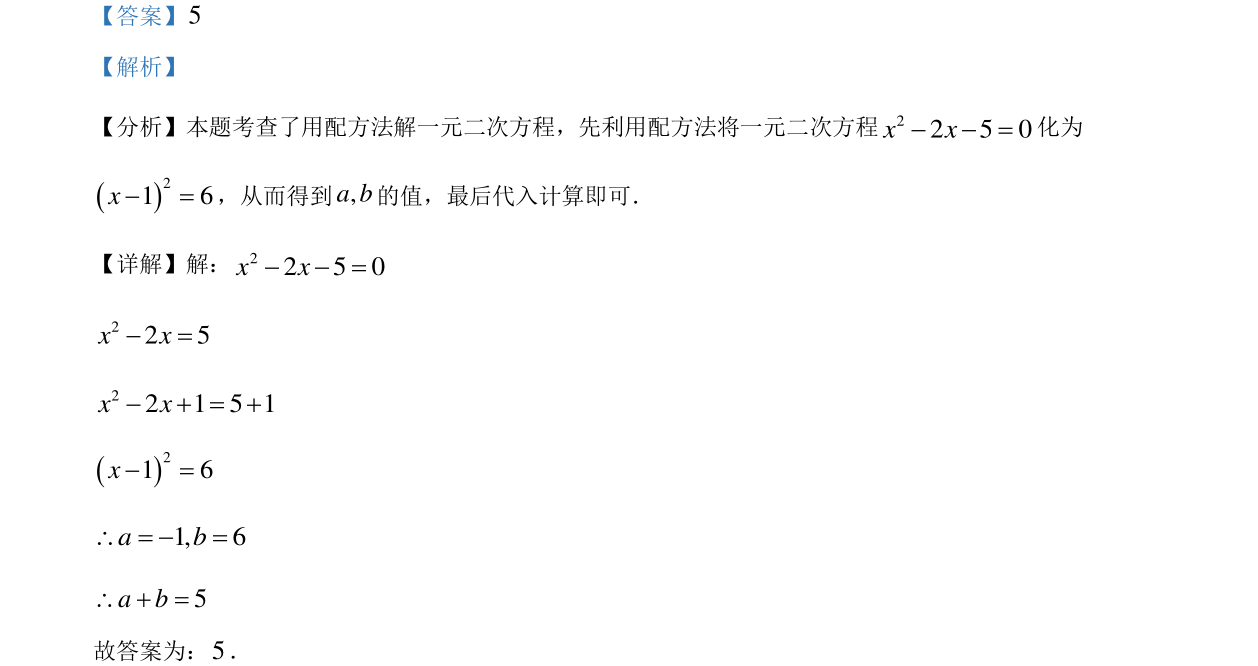 【答案】5
【解析】
【分析】本题考查了用配方法解一元二次方程，先利用配方法将一元二次方程 x² − 2x − 5 = 0 化为
(x−1)² = 6，从而得到 a,b 的值，最后代入计算即可．
【详解】解：x² − 2x − 5 = 0
x² − 2x = 5
x² − 2x + 1 = 5 + 1
(x−1)² = 6
∴ a = −1, b = 6
∴ a + b = 5
故答案为：5．